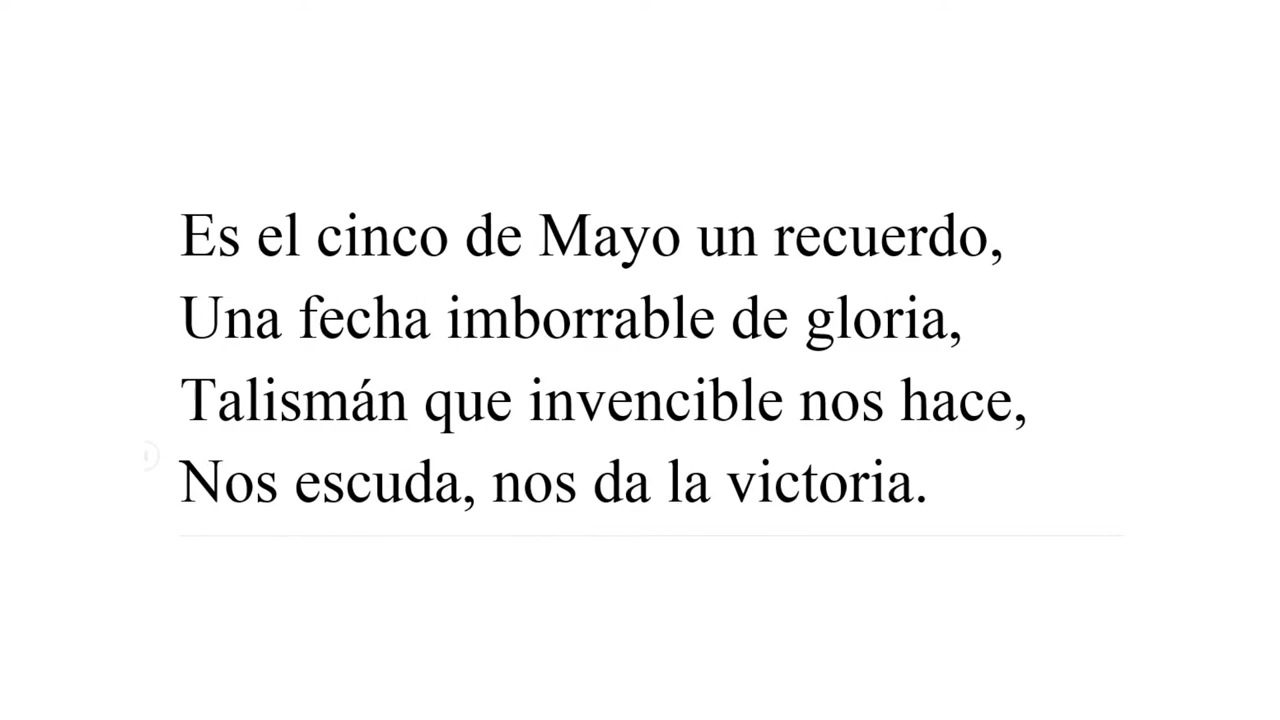 Es el cinco de Mayo un recuerdo,
Una fecha imborrable de gloria,
Talismán que invencible nos hace,
Nos escuda, nos da la victoria.